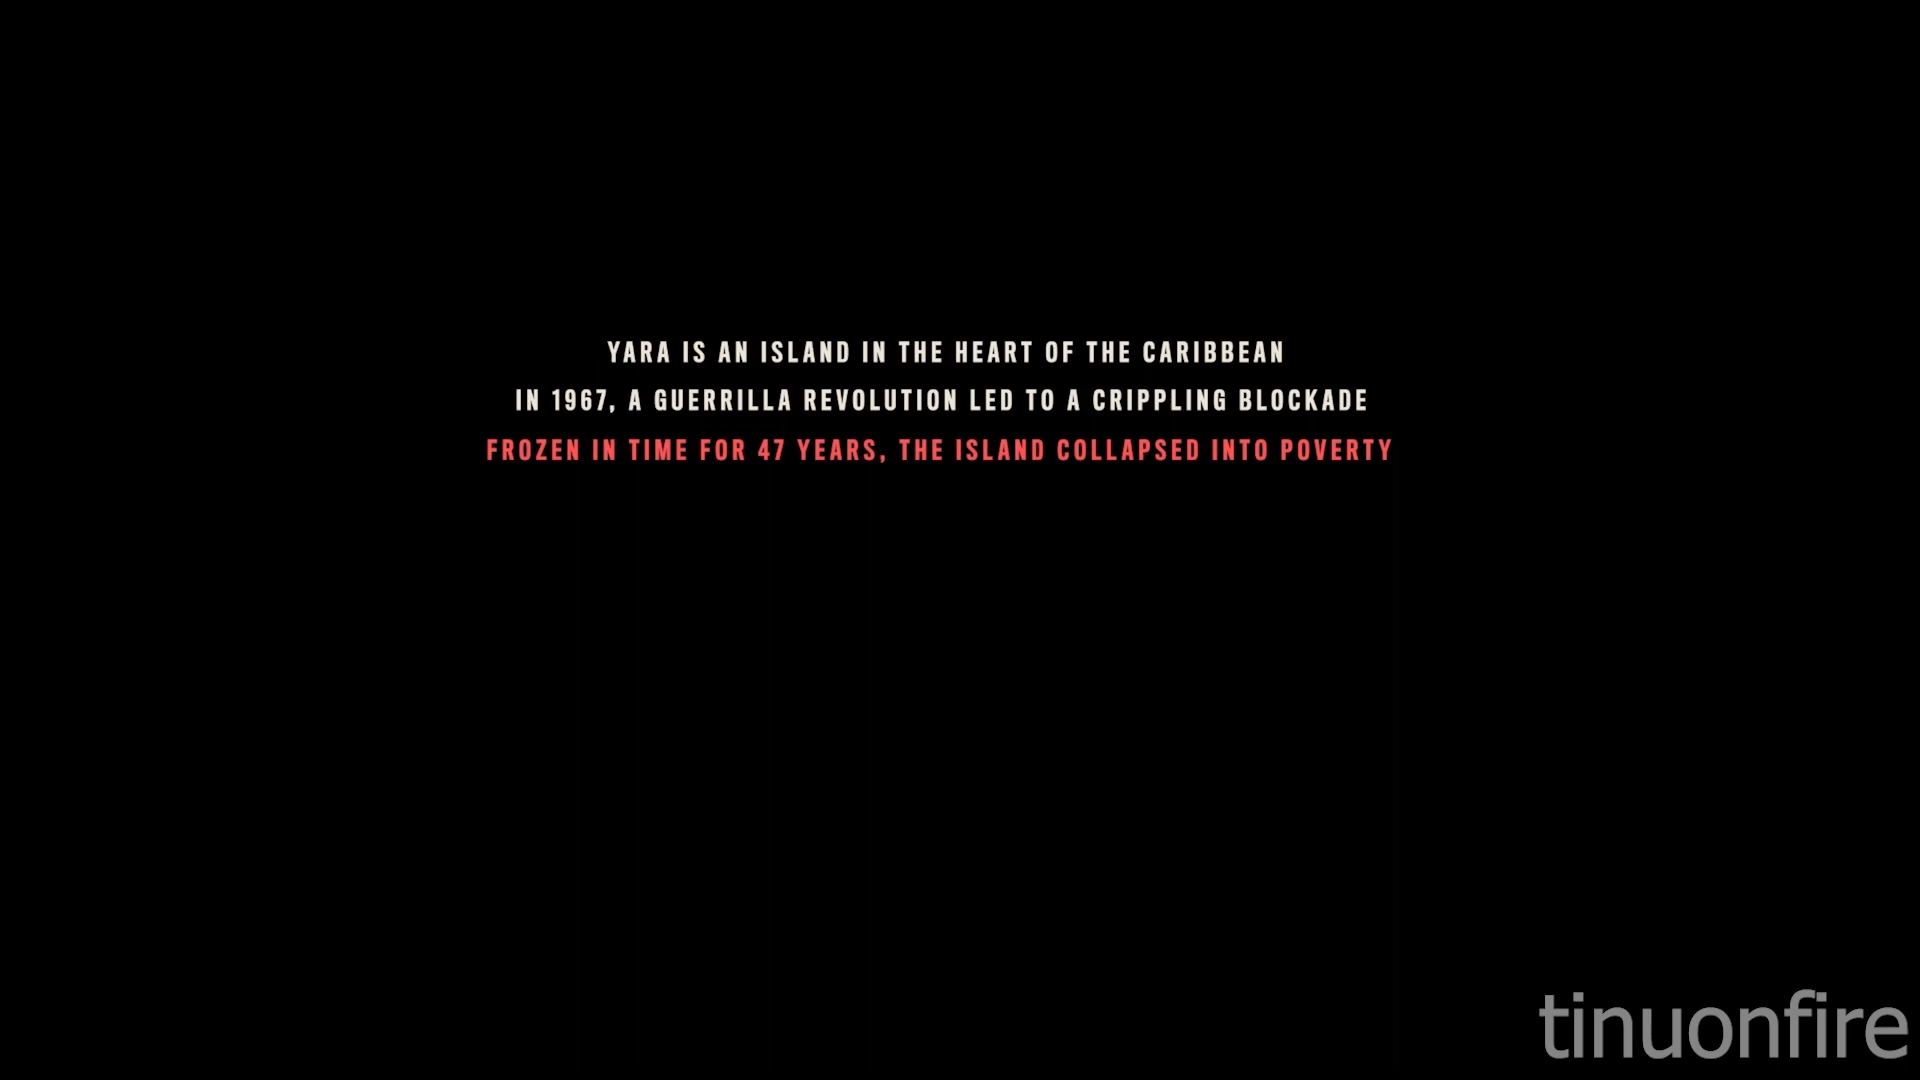 YARA IS AN ISLAND IN THE HEART OF THE CARIBBEAN
IN 1967, A GUERRILLA REVOLUTION LED TO A CRIPPLING BLOCKADE
FROZEN IN TIME FOR 47 YEARS, THE ISLAND COLLAPSED INTO POVERTY
tinuonfire